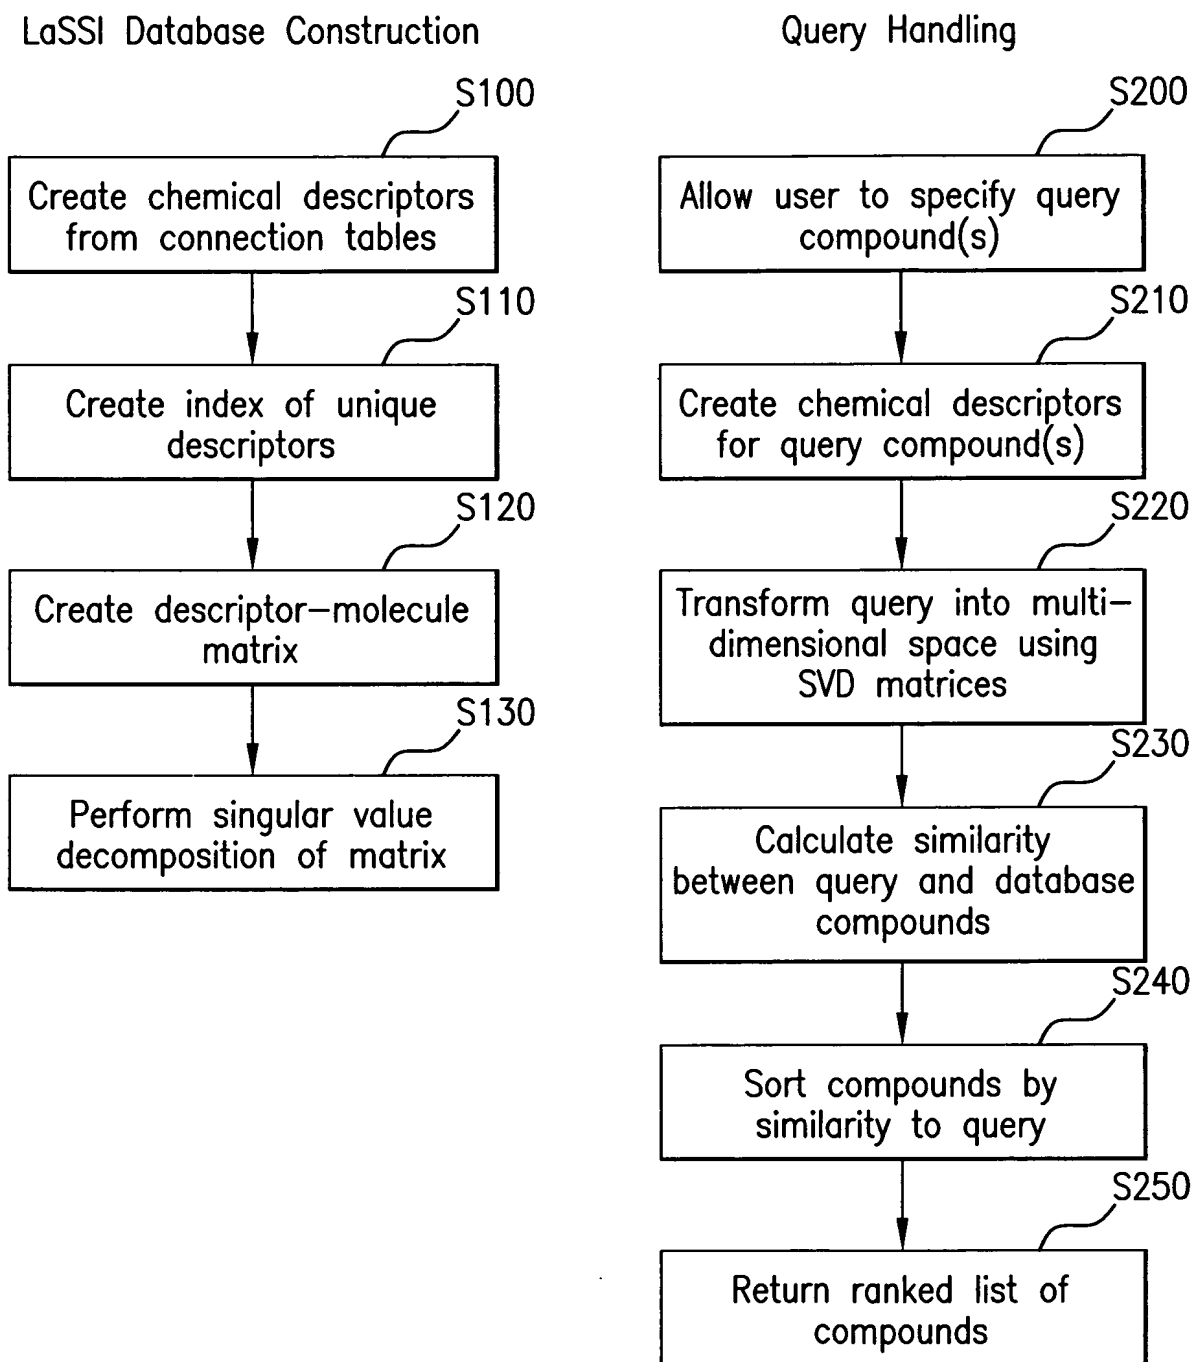 LaSSI Database Construction
S100
Create chemical descriptors
from connection tables
S110
Create index of unique
descriptors
S120
Create descriptor-molecule
matrix
S130
Perform singular value
decomposition of matrix
Query Handling
S200
Allow user to specify query
compound(s)
S210
Create chemical descriptors
for query compound(s)
S220
Transform query into multi-
dimensional space using
SVD matrices
S230
Calculate similarity
between query and database
compounds
S240
Sort compounds by
similarity to query
S250
Return ranked list of
compounds